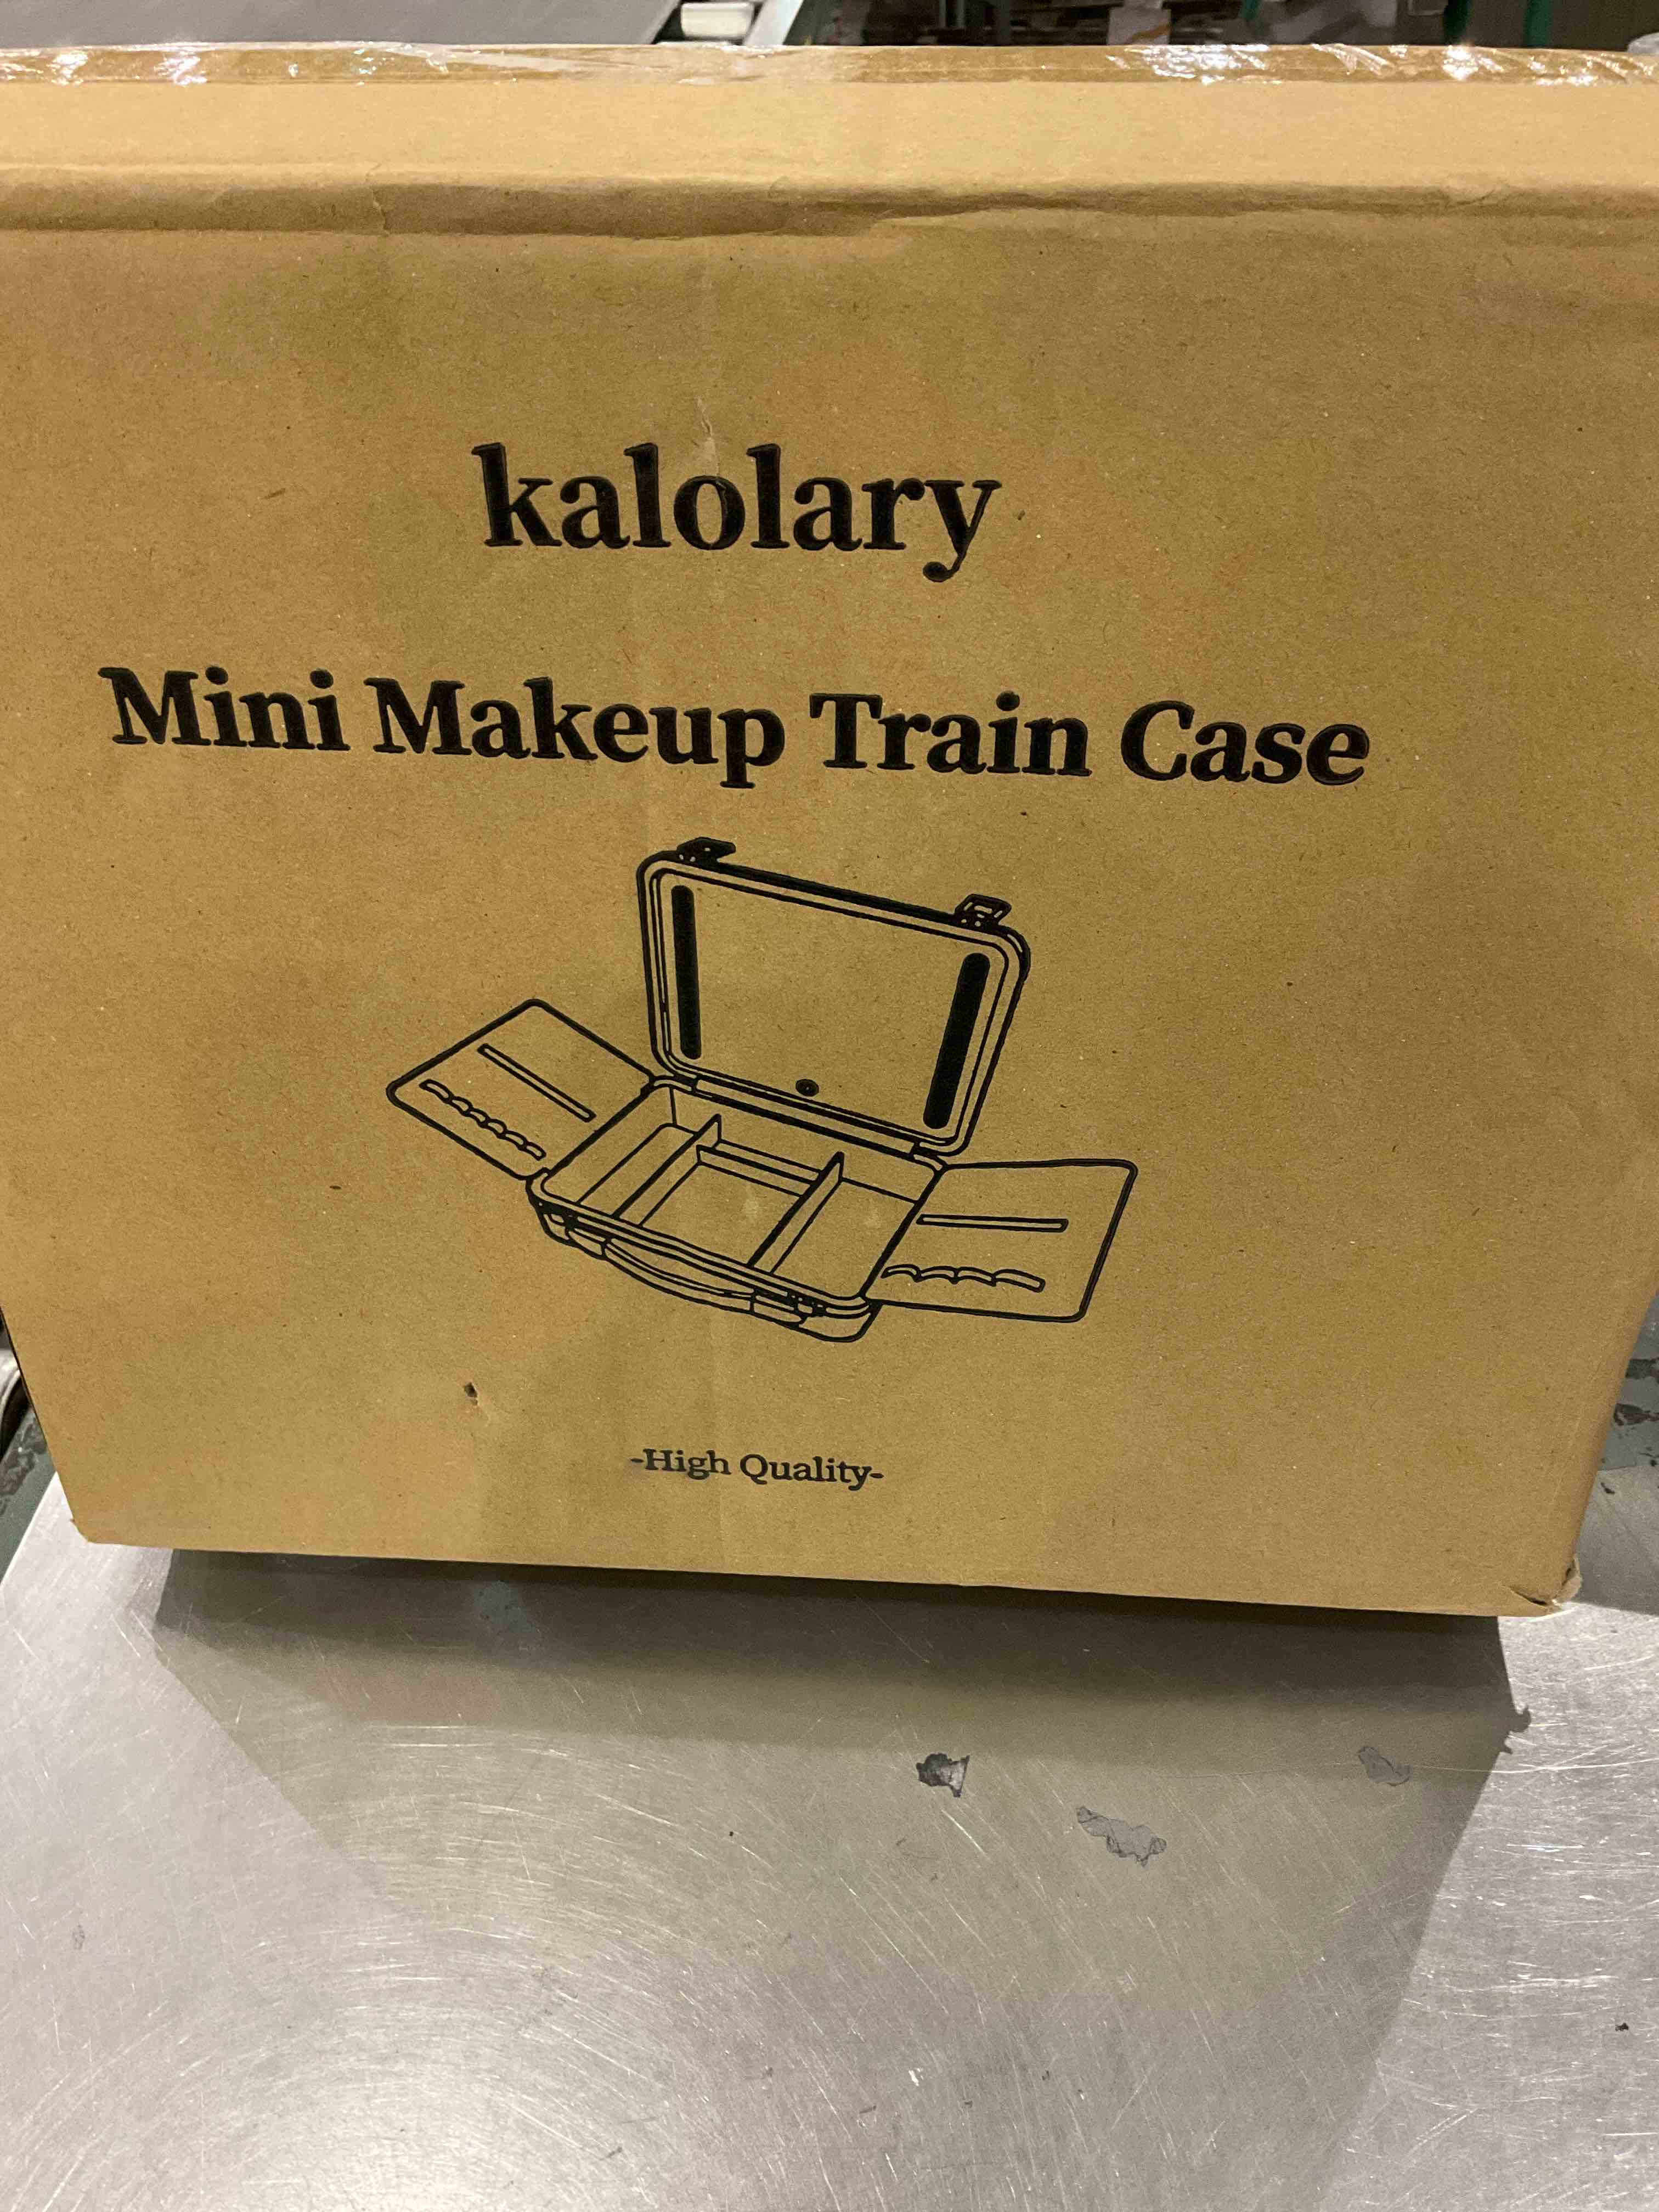 kalolary
Mini Makeup Train Case
-High Quality-